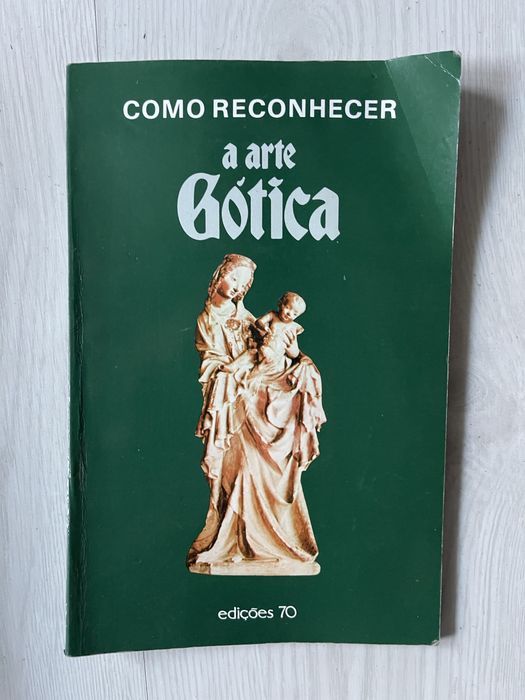 COMO RECONHECER
a arte
Gótica
edições 70